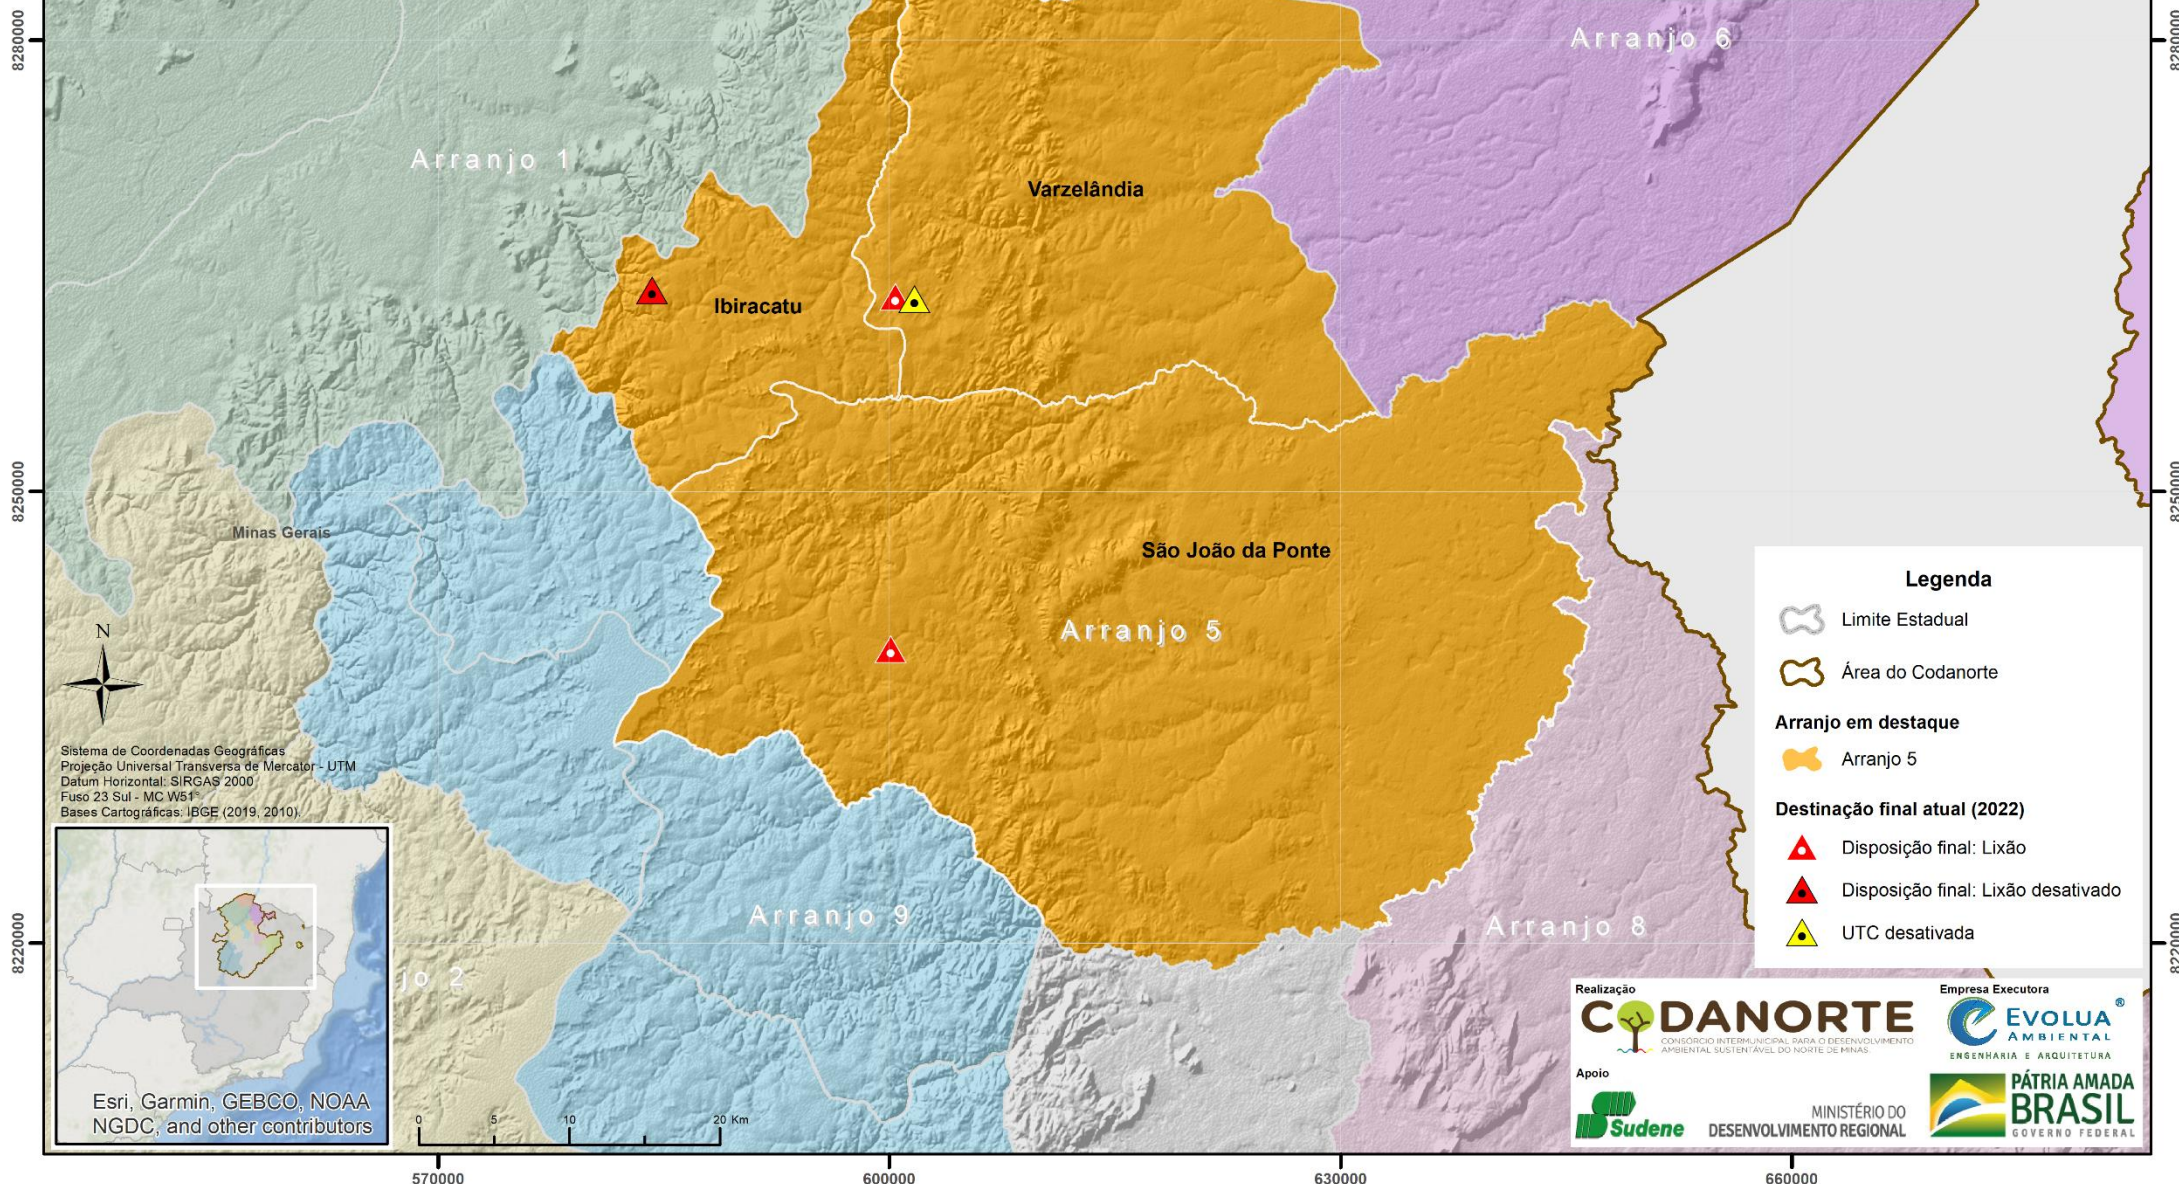 8280000
8280000
Arranjo 6
Arranjo 1
Varzelândia
Ibiracatu
8250000
8250000
Minas Gerais
São João da Ponte
Arranjo 5
N
Sistema de Coordenadas Geográficas
Projeção Universal Transversa de Mercator - UTM
Datum Horizontal: SIRGAS 2000
Fuso 23 Sul - MC W51°
Bases Cartográficas: IBGE (2019, 2010).
Legenda
Limite Estadual
Área do Codanorte
Arranjo em destaque
Arranjo 5
Destinação final atual (2022)
Disposição final: Lixão
Disposição final: Lixão desativado
UTC desativada
Arranjo 9
Arranjo 8
8220000
8220000
jo 2
Esri, Garmin, GEBCO, NOAA
NGDC, and other contributors
0 5 10 20 Km
Realização
CODANORTE
CONSÓRCIO INTERMUNICIPAL PARA O DESENVOLVIMENTO
AMBIENTAL SUSTENTÁVEL DO NORTE DE MINAS
Empresa Executora
EVOLUA ®
AMBIENTAL
ENGENHARIA E ARQUITETURA
Apoio
Sudene
MINISTÉRIO DO
DESENVOLVIMENTO REGIONAL
PÁTRIA AMADA
BRASIL
GOVERNO FEDERAL
570000
600000
630000
660000